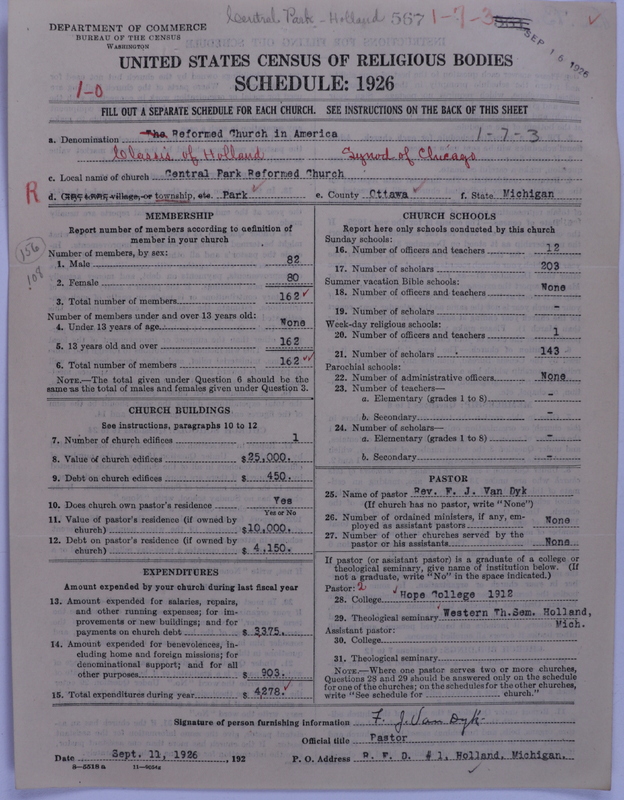 Central Park - Holland 567 1-7-3
DEPARTMENT OF COMMERCE
BUREAU OF THE CENSUS
WASHINGTON
SEP 16 1926
UNITED STATES CENSUS OF RELIGIOUS BODIES
SCHEDULE: 1926
1-0
FILL OUT A SEPARATE SCHEDULE FOR EACH CHURCH. SEE INSTRUCTIONS ON THE BACK OF THIS SHEET
a. Denomination The Reformed Church in America 1-7-3
Classis of Holland Synod of Chicago
c. Local name of church Central Park Reformed Church
R d. City, town, village, or township, etc. Park e. County Ottawa f. State Michigan
MEMBERSHIP
Report number of members according to definition of
member in your church
156
108
Number of members, by sex:
1. Male 82
2. Female 80
3. Total number of members 162
Number of members under and over 13 years old:
4. Under 13 years of age None
5. 13 years old and over 162
6. Total number of members 162
NOTE.—The total given under Question 6 should be the
same as the total of males and females given under Question 3.
CHURCH BUILDINGS
See instructions, paragraphs 10 to 12
7. Number of church edifices 1
8. Value of church edifices $25,000.
9. Debt on church edifices $ 450.
10. Does church own pastor's residence Yes
Yes or No
11. Value of pastor's residence (if owned by
church) $10,000.
12. Debt on pastor's residence (if owned by
church) $ 4,150.
EXPENDITURES
Amount expended by your church during last fiscal year
13. Amount expended for salaries, repairs,
and other running expenses; for im-
provements or new buildings; and for
payments on church debt $ 3375.
14. Amount expended for benevolences, in-
cluding home and foreign missions; for
denominational support; and for all
other purposes $ 903.
15. Total expenditures during year $ 4278.
CHURCH SCHOOLS
Report here only schools conducted by this church
Sunday schools:
16. Number of officers and teachers 12
17. Number of scholars 203
Summer vacation Bible schools:
18. Number of officers and teachers None
19. Number of scholars -
Week-day religious schools:
20. Number of officers and teachers 1
21. Number of scholars 143
Parochial schools:
22. Number of administrative officers None
23. Number of teachers—
a. Elementary (grades 1 to 8) -
b. Secondary -
24. Number of scholars—
a. Elementary (grades 1 to 8) -
b. Secondary -
PASTOR
25. Name of pastor Rev. F. J. Van Dyk
(If church has no pastor, write "None")
26. Number of ordained ministers, if any, em-
ployed as assistant pastors None
27. Number of other churches served by the
pastor or his assistants None
If pastor (or assistant pastor) is a graduate of a college or
theological seminary, give name of institution below. (If
not a graduate, write "No" in the space indicated.)
Pastor: 2
28. College Hope College 1912
29. Theological seminary Western Th.Sem. Holland,
Mich.
Assistant pastor:
30. College
31. Theological seminary
NOTE.—Where one pastor serves two or more churches,
Questions 28 and 29 should be answered only on the schedule
for one of the churches; on the schedules for the other churches,
write "See schedule for church."
Signature of person furnishing information F. J. Van Dyk
Official title Pastor
Date Sept. 11, 1926 , 192 P. O. Address R. F. D. #1, Holland, Michigan.
8—5518 a 11—9054a